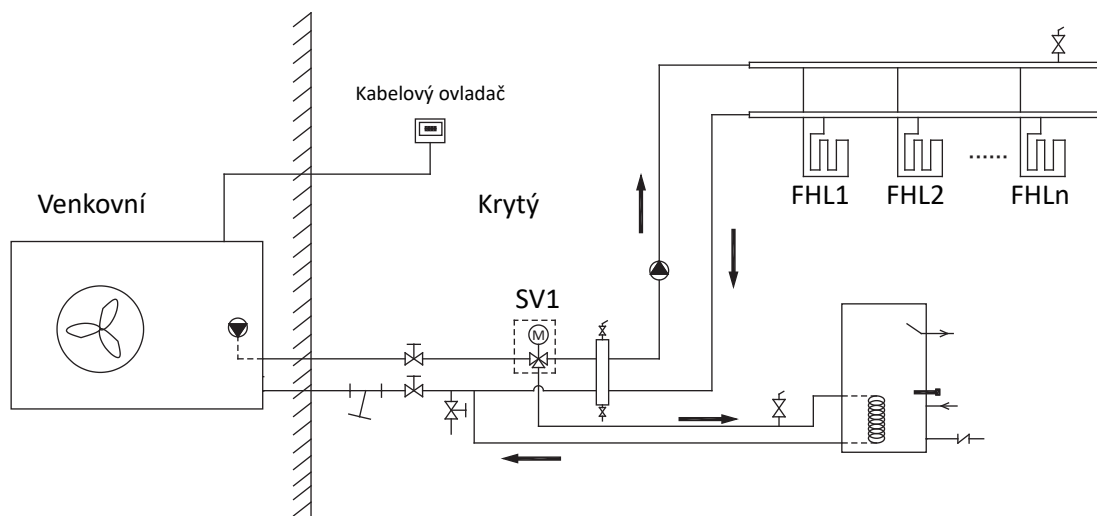 Kabelový ovladač
Venkovní
Krytý
FHL1
FHL2
......
FHLn
SV1
M